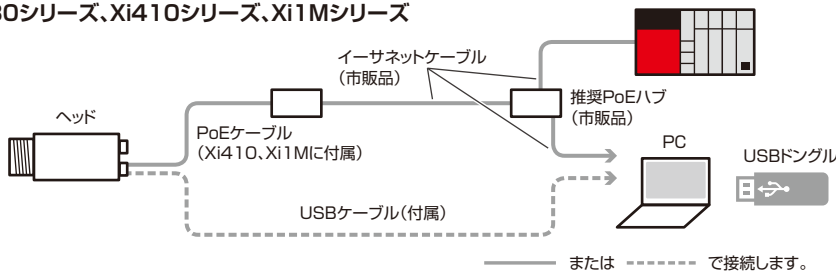 80シリーズ、Xi410シリーズ、Xi1Mシリーズ
イーサネットケーブル
(市販品)
ヘッド
推奨PoEハブ
(市販品)
PoEケーブル
(Xi410、Xi1Mに付属)
PC
USBドングル
USBケーブル(付属)
または で接続します。